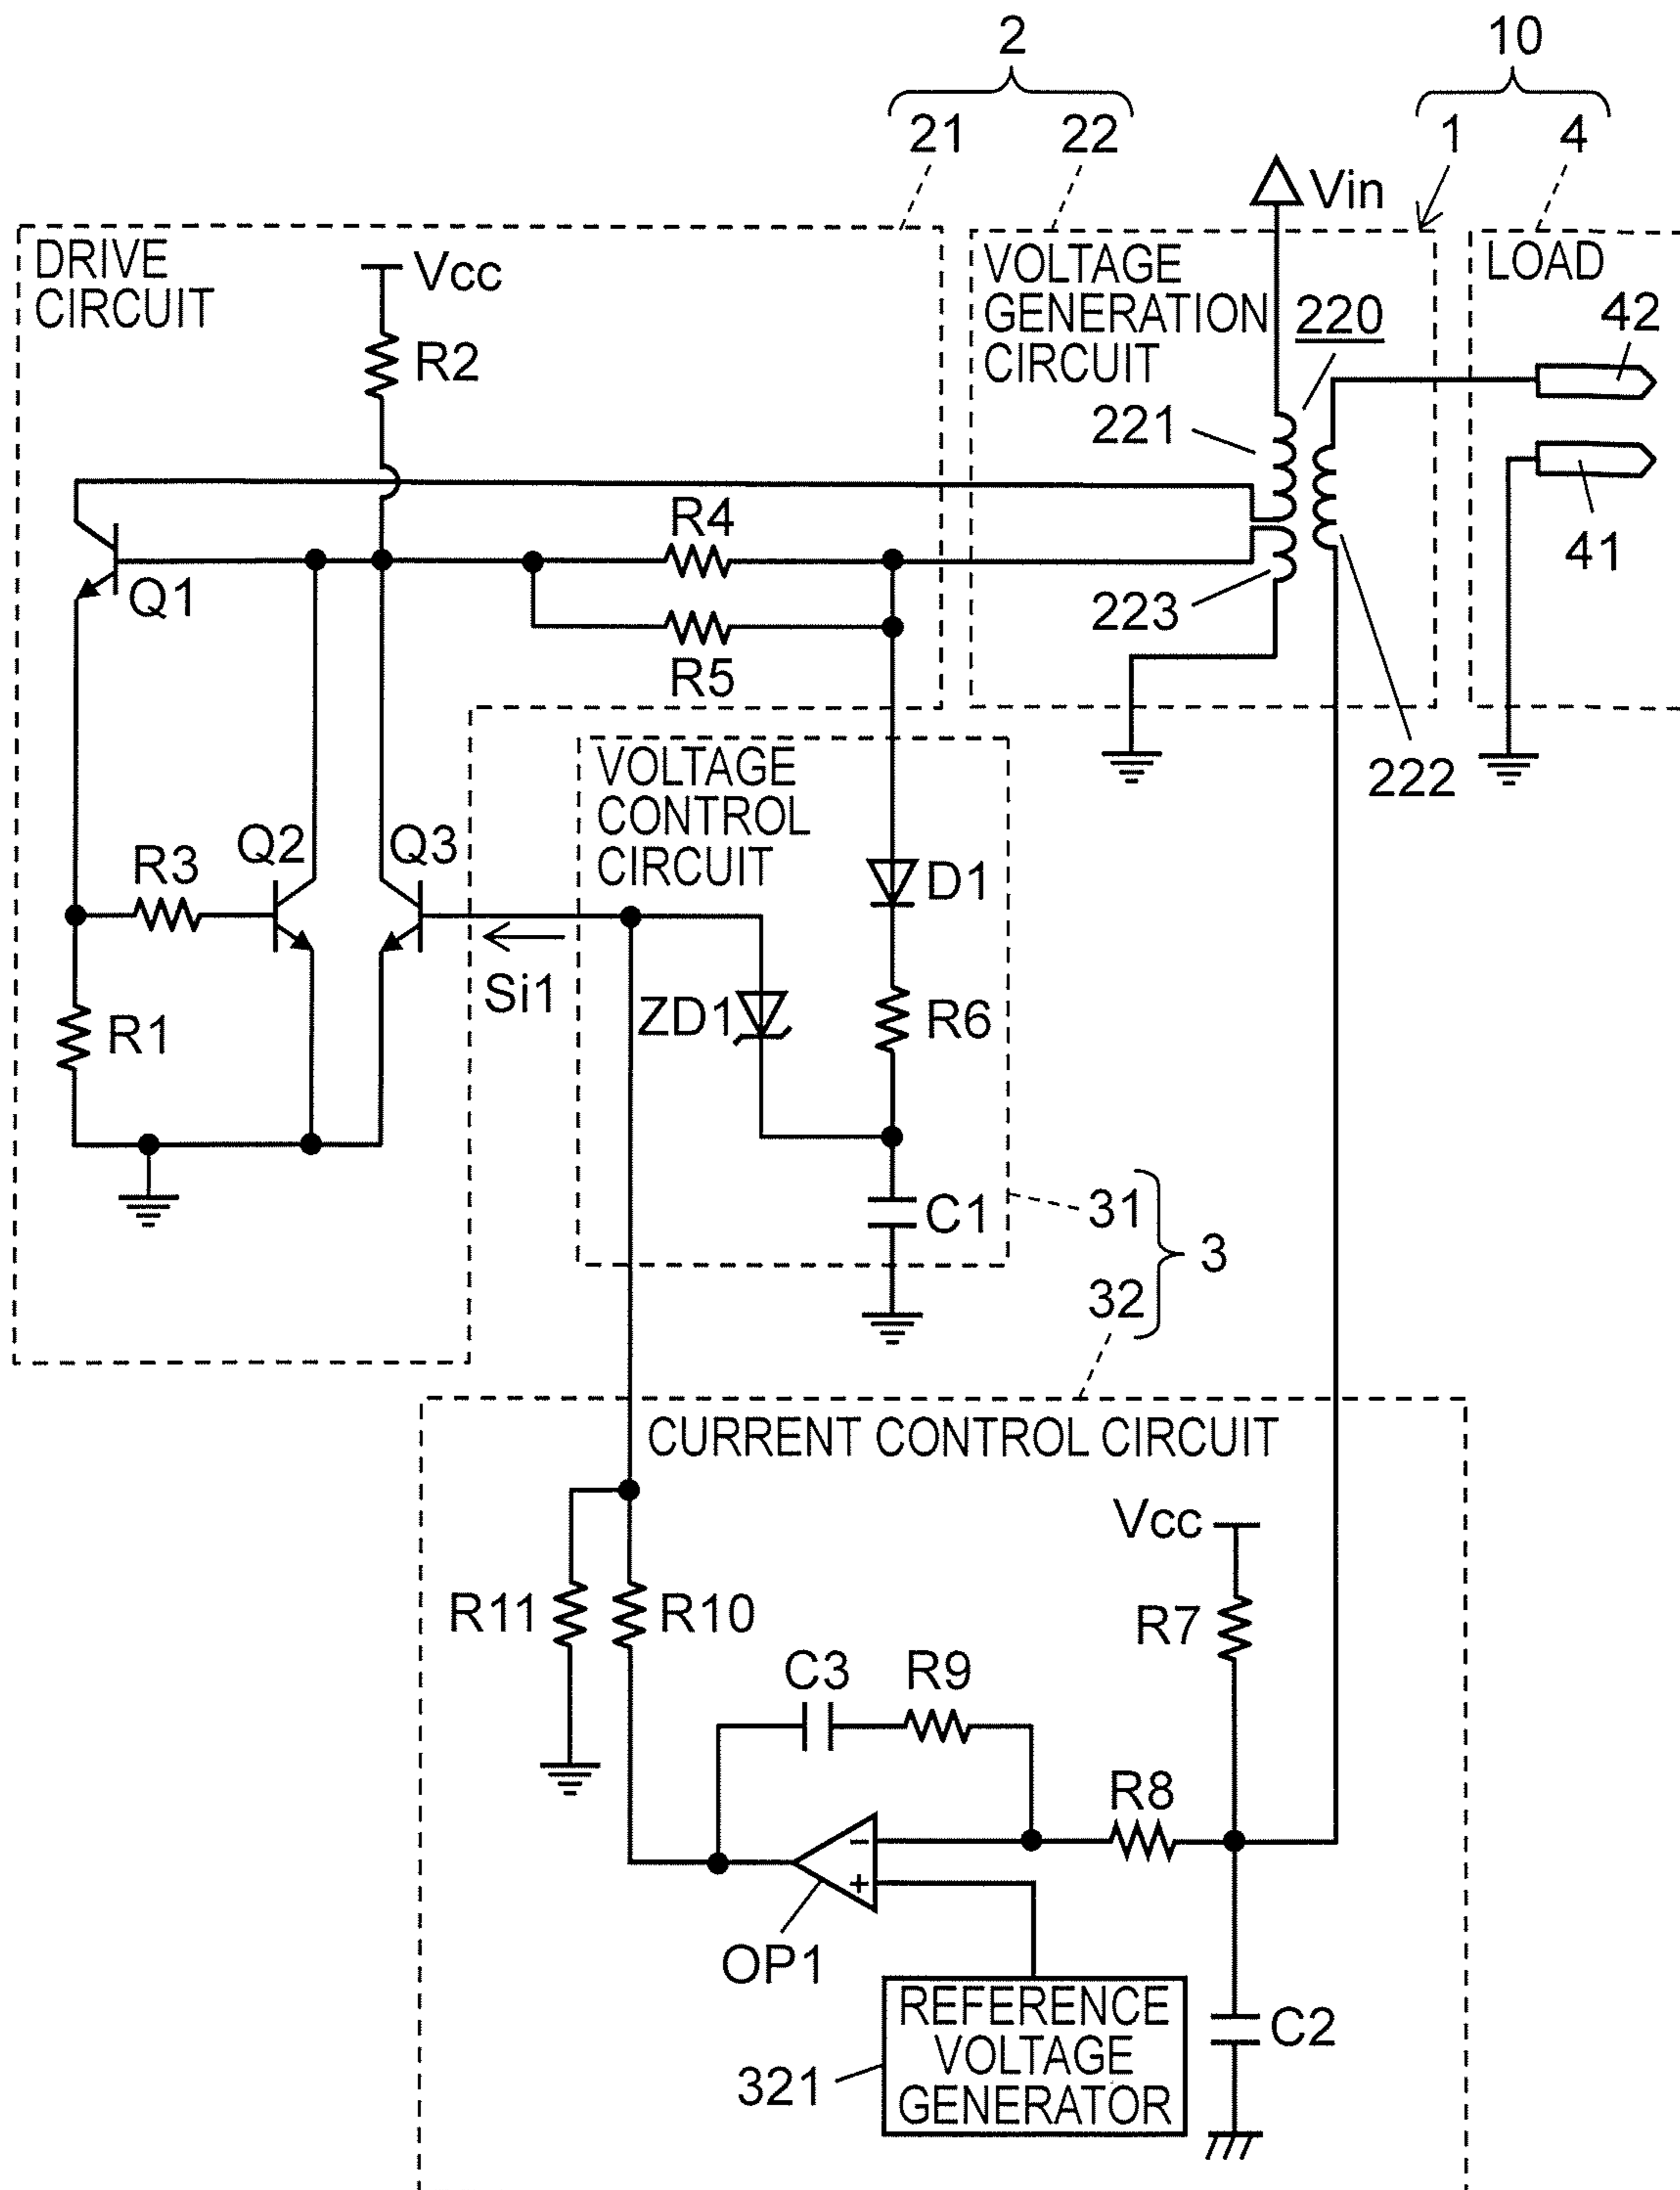 2
10
21
22
1
4
Vin
DRIVE
CIRCUIT
Vcc
VOLTAGE
GENERATION
CIRCUIT
220
LOAD
42
R2
221
R4
41
Q1
223
R5
222
VOLTAGE
CONTROL
CIRCUIT
Q2
Q3
R3
D1
Si1
ZD1
R6
R1
C1
31
3
32
CURRENT CONTROL CIRCUIT
Vcc
R11
R10
R7
C3
R9
R8
-
+
OP1
REFERENCE
VOLTAGE
GENERATOR
C2
321